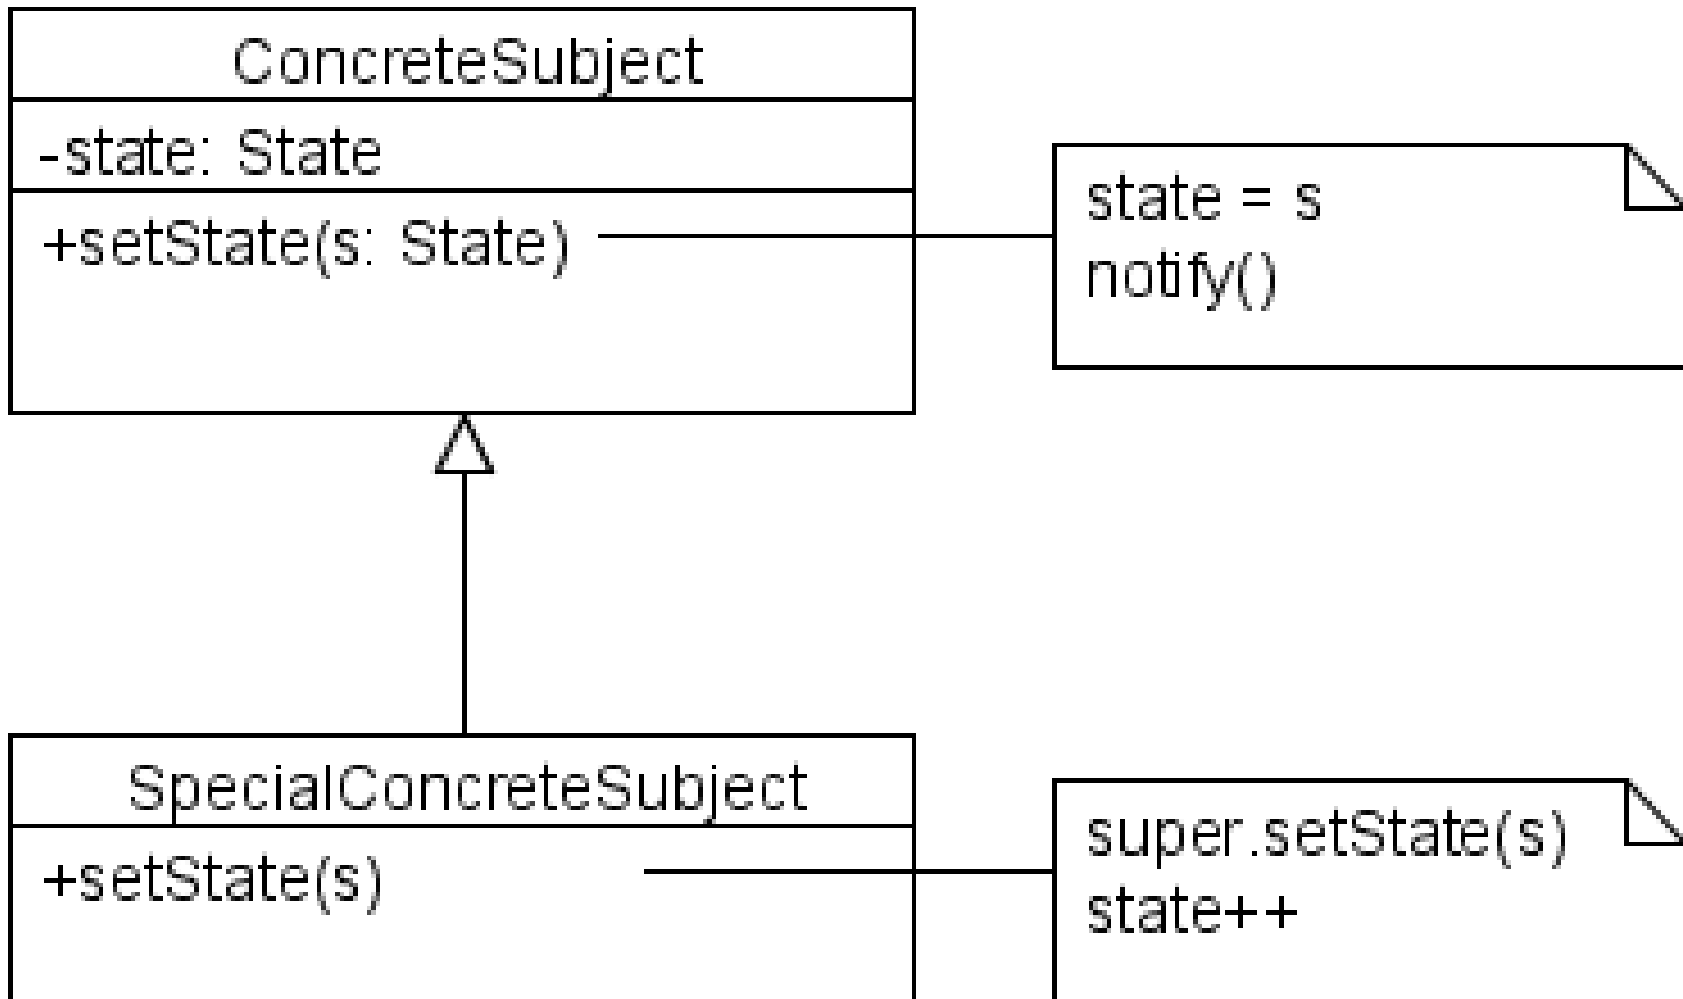 ConcreteSubject
-state: State
+setState(s: State)
state = s
notify()
SpecialConcreteSubject
+setState(s)
super.setState(s)
state++